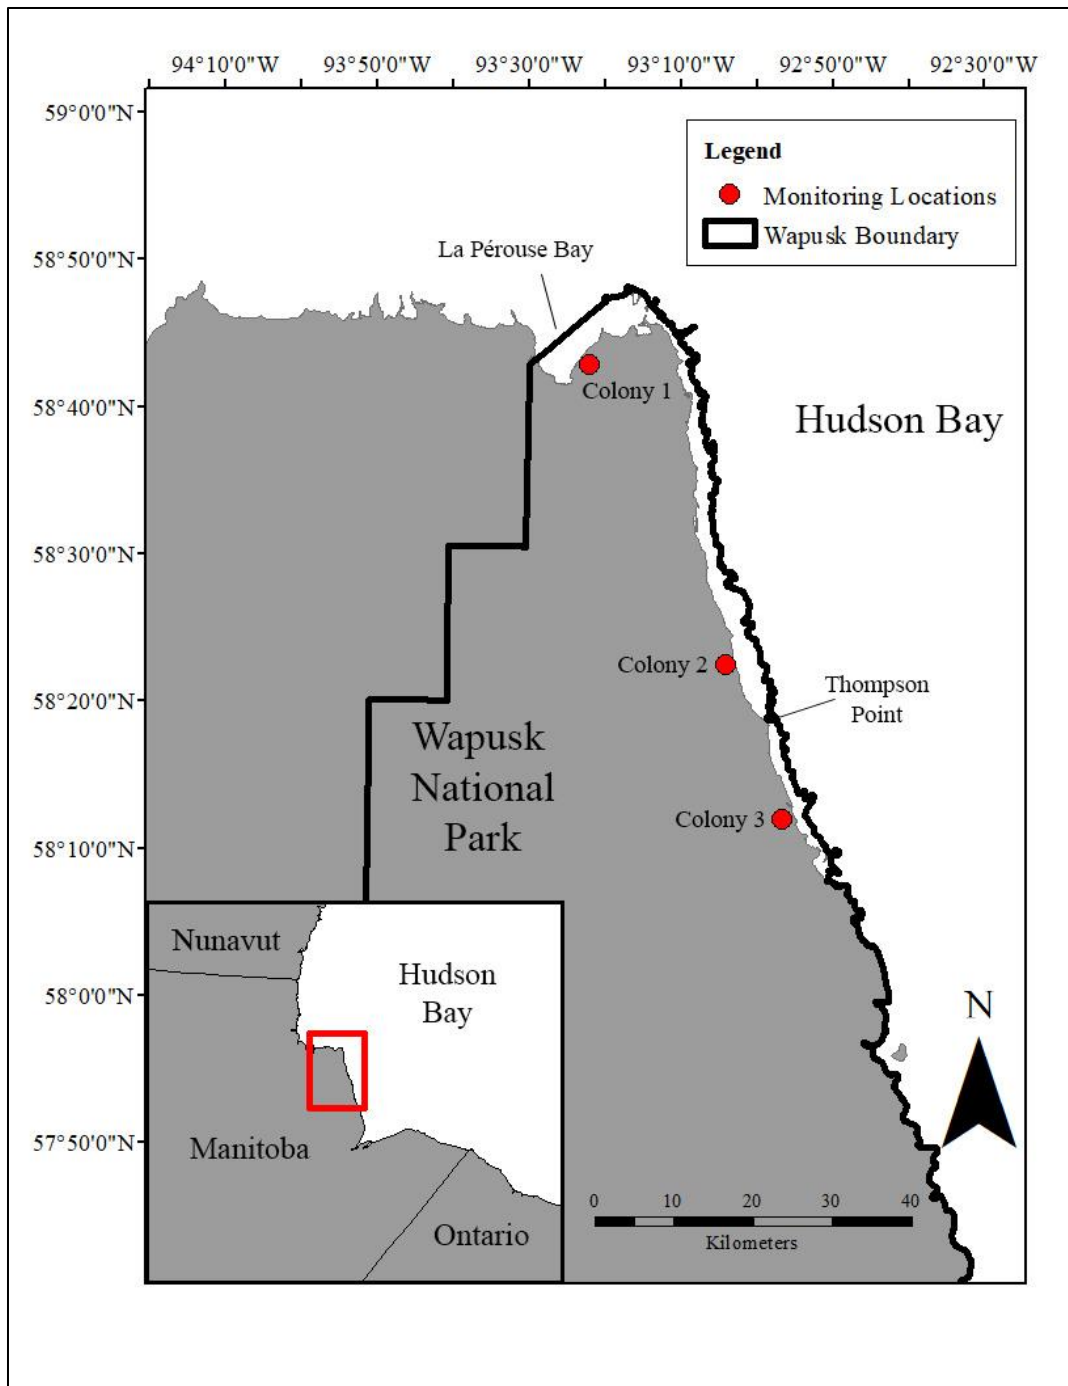 94°10'0"W 93°50'0"W 93°30'0"W 93°10'0"W 92°50'0"W 92°30'0"W
59°0'0"N
Legend
Monitoring Locations
Wapusk Boundary
La Pérouse Bay
58°50'0"N
Colony 1
58°40'0"N
Hudson Bay
58°30'0"N
Colony 2
Thompson
Point
58°20'0"N
Wapusk
National
Park
Colony 3
58°10'0"N
Nunavut
Hudson
Bay
58°0'0"N
N
57°50'0"N
Manitoba
Ontario
0 10 20 30 40
Kilometers